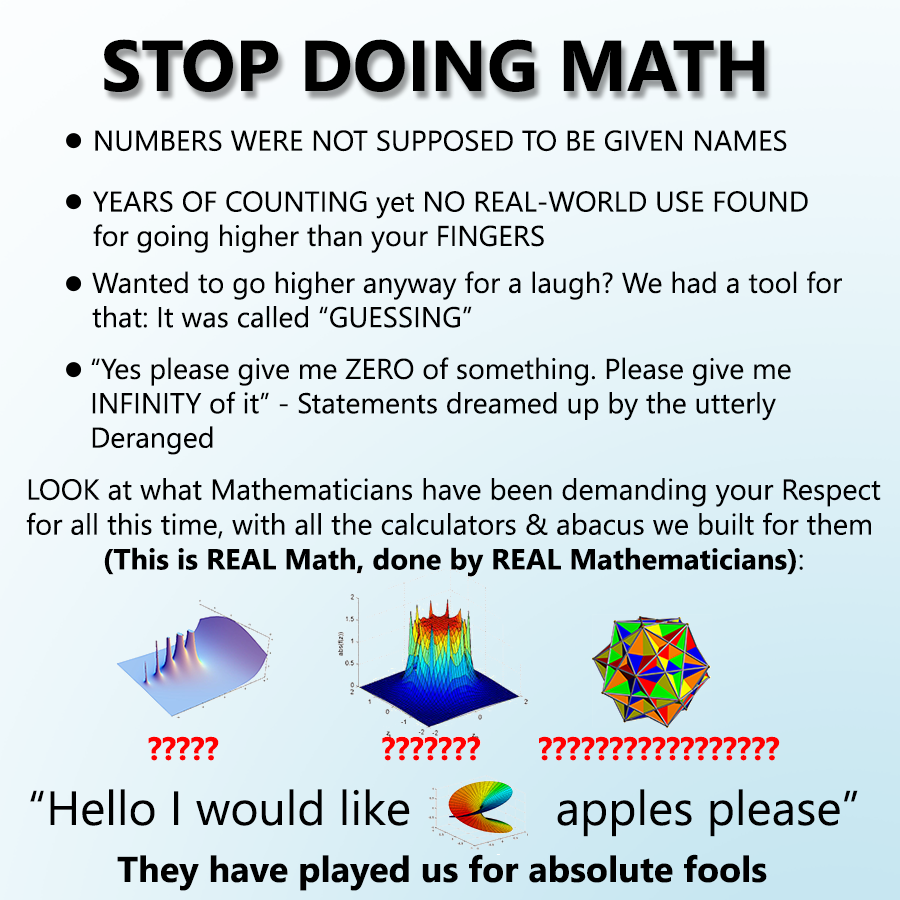 STOP DOING MATH
● NUMBERS WERE NOT SUPPOSED TO BE GIVEN NAMES
● YEARS OF COUNTING yet NO REAL-WORLD USE FOUND
for going higher than your FINGERS
● Wanted to go higher anyway for a laugh? We had a tool for
that: It was called “GUESSING”
● “Yes please give me ZERO of something. Please give me
INFINITY of it” - Statements dreamed up by the utterly
Deranged
LOOK at what Mathematicians have been demanding your Respect
for all this time, with all the calculators & abacus we built for them
(This is REAL Math, done by REAL Mathematicians):
2
1.5
1
0.5
0
abs(f(z))
2
1
0
-1
-2
-2
0
2
?????
???????
?????????????????
“Hello I would like apples please”
They have played us for absolute fools